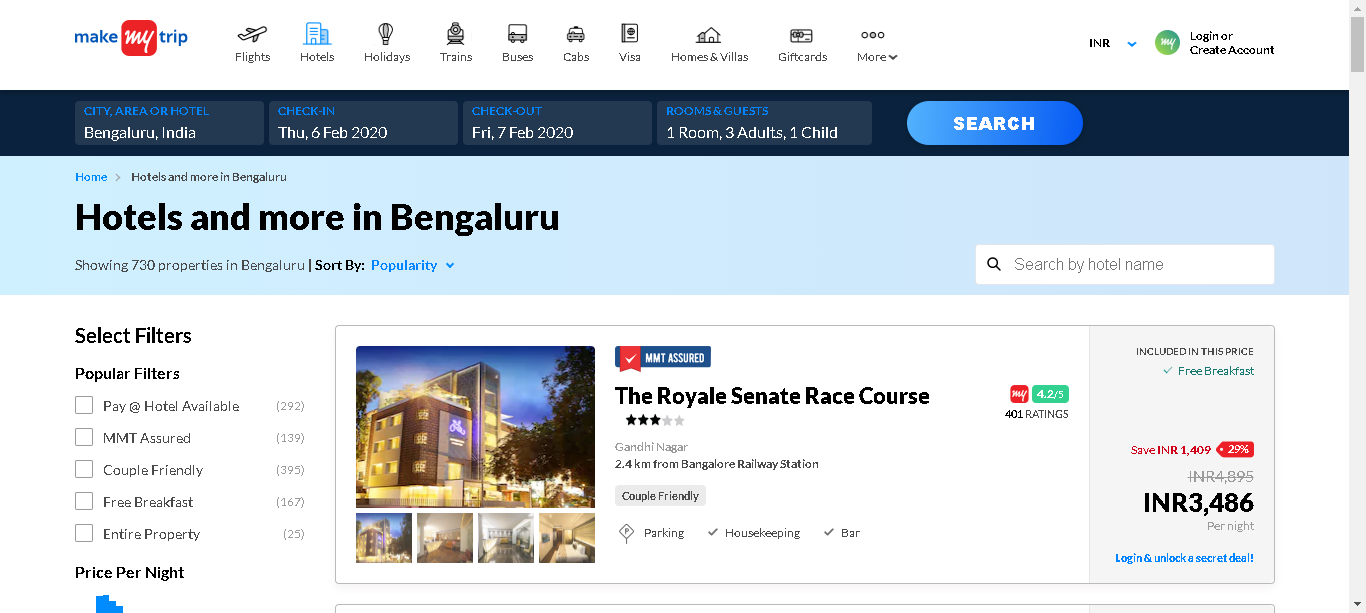 make my trip
Flights
Hotels
Holidays
Trains
Buses
Cabs
Visa
Homes & Villas
Giftcards
More
INR
my
Login or
Create Account
CITY, AREA OR HOTEL
Bengaluru, India
CHECK-IN
Thu, 6 Feb 2020
CHECK-OUT
Fri, 7 Feb 2020
ROOMS & GUESTS
1 Room, 3 Adults, 1 Child
SEARCH
Home > Hotels and more in Bengaluru
Hotels and more in Bengaluru
Showing 730 properties in Bengaluru | Sort By: Popularity
Search by hotel name
Select Filters
Popular Filters
Pay @ Hotel Available (292)
MMT Assured (139)
Couple Friendly (395)
Free Breakfast (167)
Entire Property (25)
Price Per Night
MMT ASSURED
The Royale Senate Race Course
my 4.2/5
401 RATINGS
Gandhi Nagar
2.4 km from Bangalore Railway Station
Couple Friendly
Parking
Housekeeping
Bar
INCLUDED IN THIS PRICE
Free Breakfast
Save INR 1,409 29%
INR4,895
INR3,486
Per night
Login & unlock a secret deal!